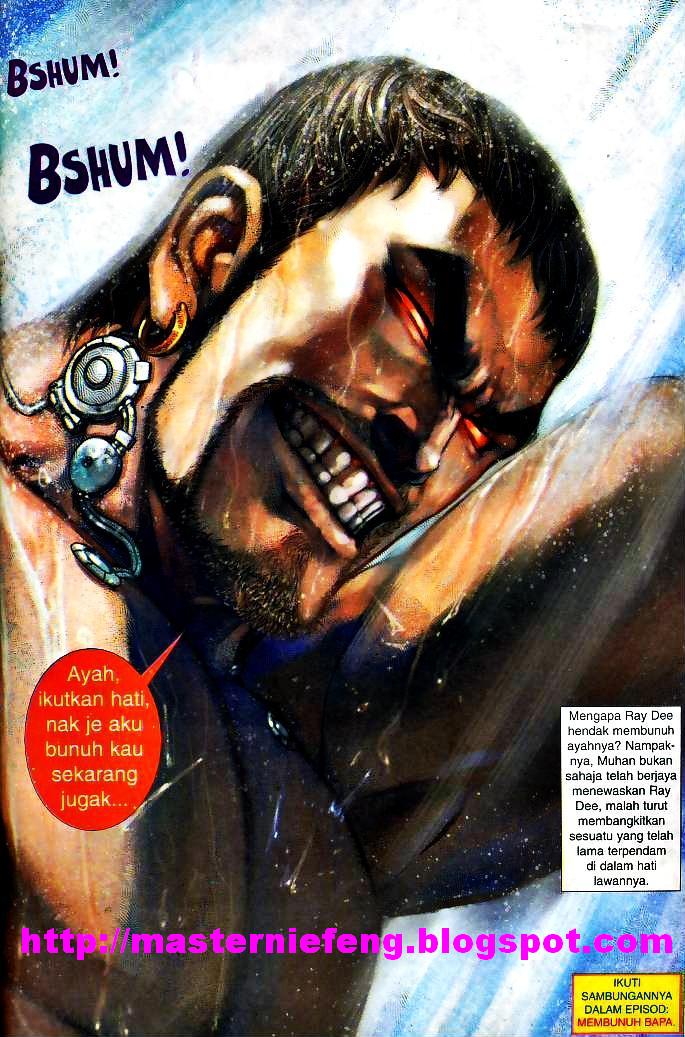 BSHUM!
BSHUM!
Ayah,
ikutkan hati,
nak je aku
bunuh kau
sekarang
jugak...
Mengapa Ray Dee
hendak membunuh
ayahnya? Nampak-
nya, Muhan bukan
sahaja telah berjaya
menewaskan Ray
Dee, malah turut
membangkitkan
sesuatu yang telah
lama terpendam
di dalam hati
lawannya.
http://masterniefeng.blogspot.com
IKUTI
SAMBUNGANNYA
DALAM EPISOD:
MEMBUNUH BAPA.